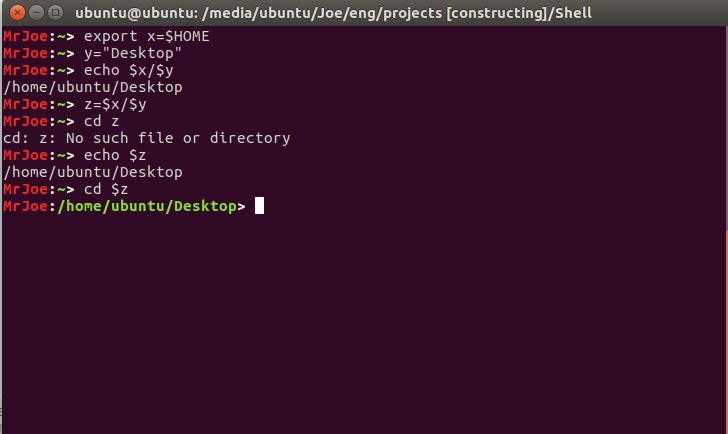 ubuntu@ubuntu: /media/ubuntu/Joe/eng/projects [constructing]/Shell
MrJoe:~> export x=$HOME
MrJoe:~> y="Desktop"
MrJoe:~> echo $x/$y
/home/ubuntu/Desktop
MrJoe:~> z=$x/$y
MrJoe:~> cd z
cd: z: No such file or directory
MrJoe:~> echo $z
/home/ubuntu/Desktop
MrJoe:~> cd $z
MrJoe:/home/ubuntu/Desktop>